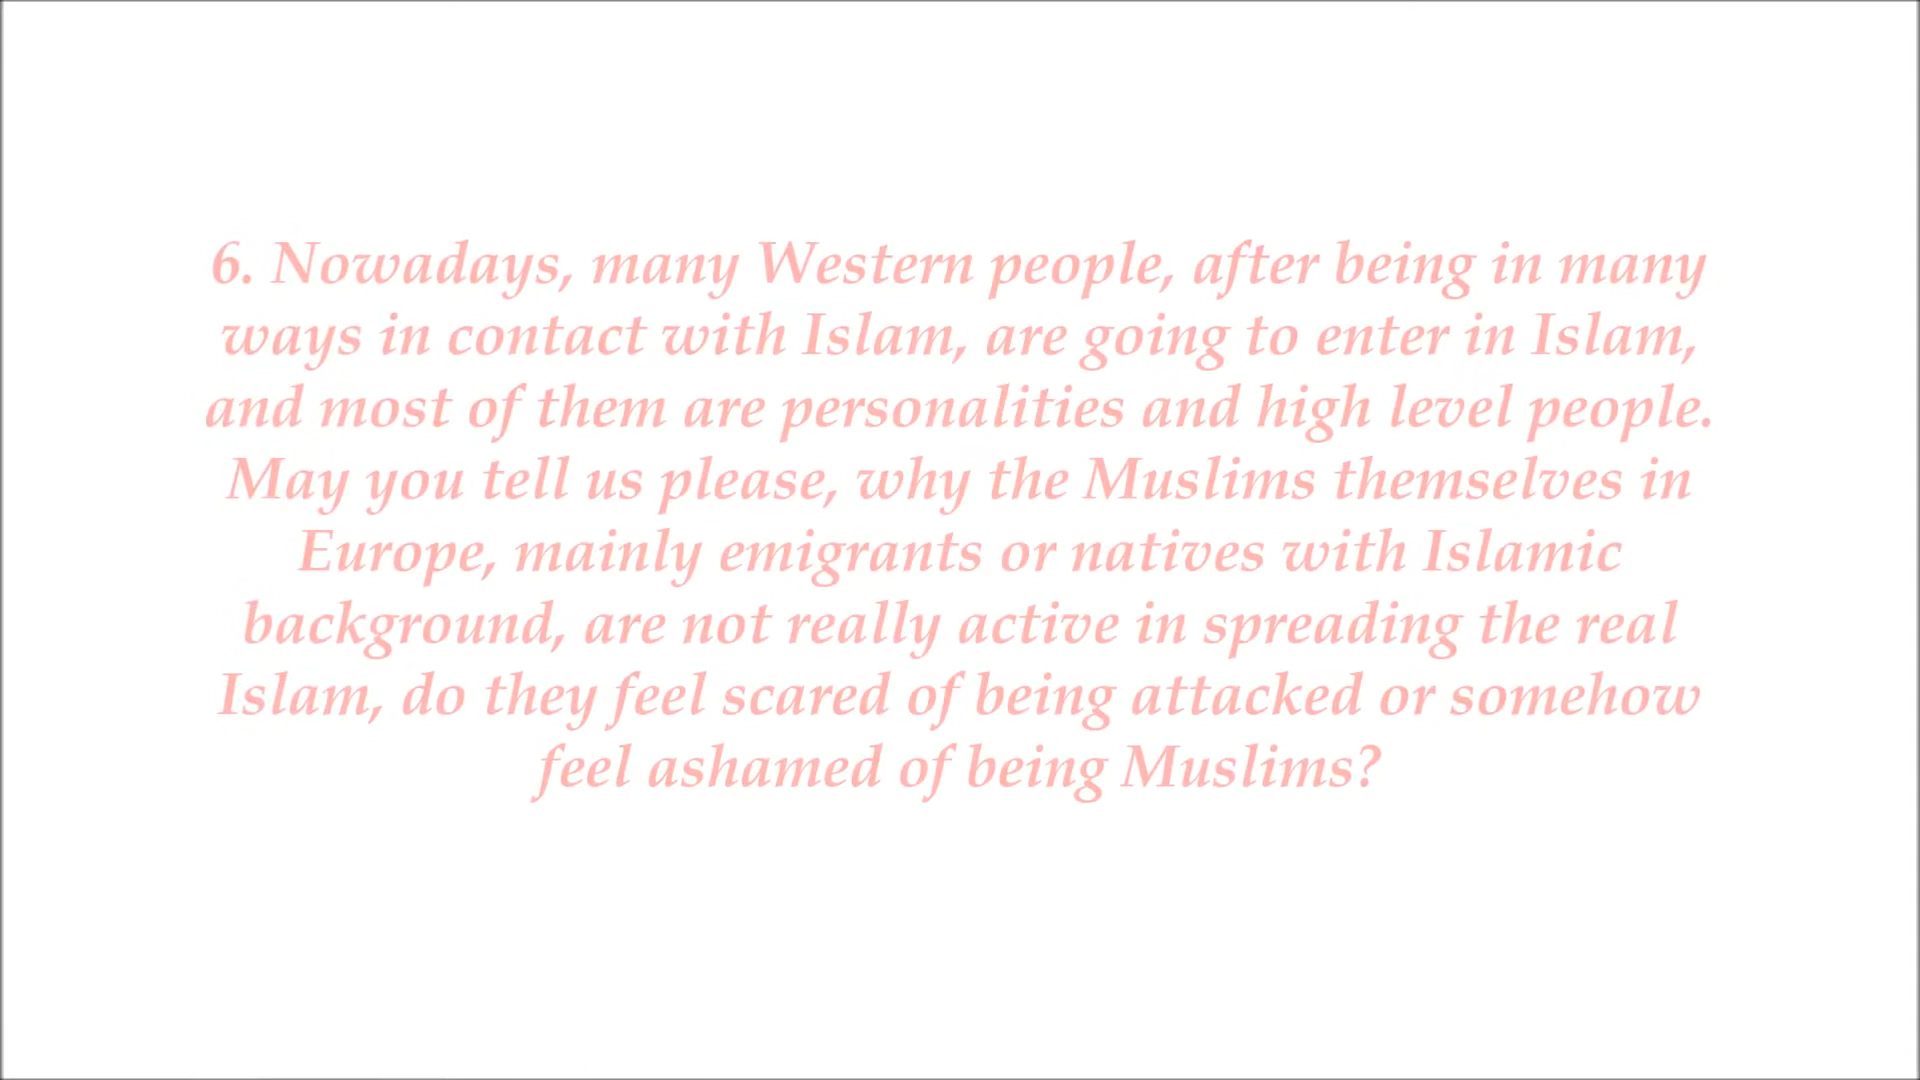 6. Nowadays, many Western people, after being in many
ways in contact with Islam, are going to enter in Islam,
and most of them are personalities and high level people.
May you tell us please, why the Muslims themselves in
Europe, mainly emigrants or natives with Islamic
background, are not really active in spreading the real
Islam, do they feel scared of being attacked or somehow
feel ashamed of being Muslims?